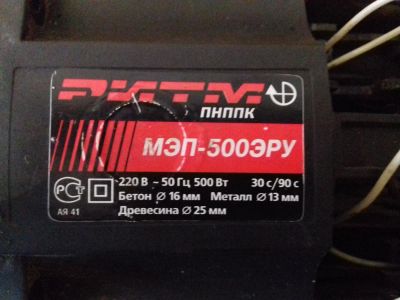 РИТМ
ПНППК
МЭП-500ЭРУ
220 В ~ 50 Гц 500 Вт 30 с/90 с
Бетон ⌀ 16 мм Металл ⌀ 13 мм
АЯ 41
Древесина ⌀ 25 мм